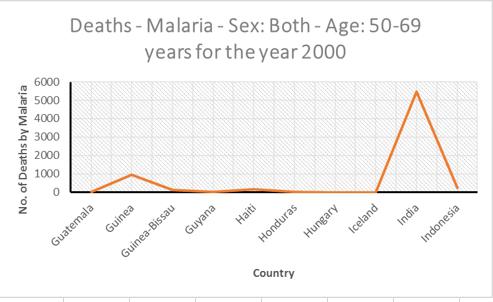 Deaths - Malaria - Sex: Both - Age: 50-69
years for the year 2000
No. of Deaths by Malaria
6000
5000
4000
3000
2000
1000
0
Guatemala
Guinea
Guinea-Bissau
Guyana
Haiti
Honduras
Hungary
Iceland
India
Indonesia
Country